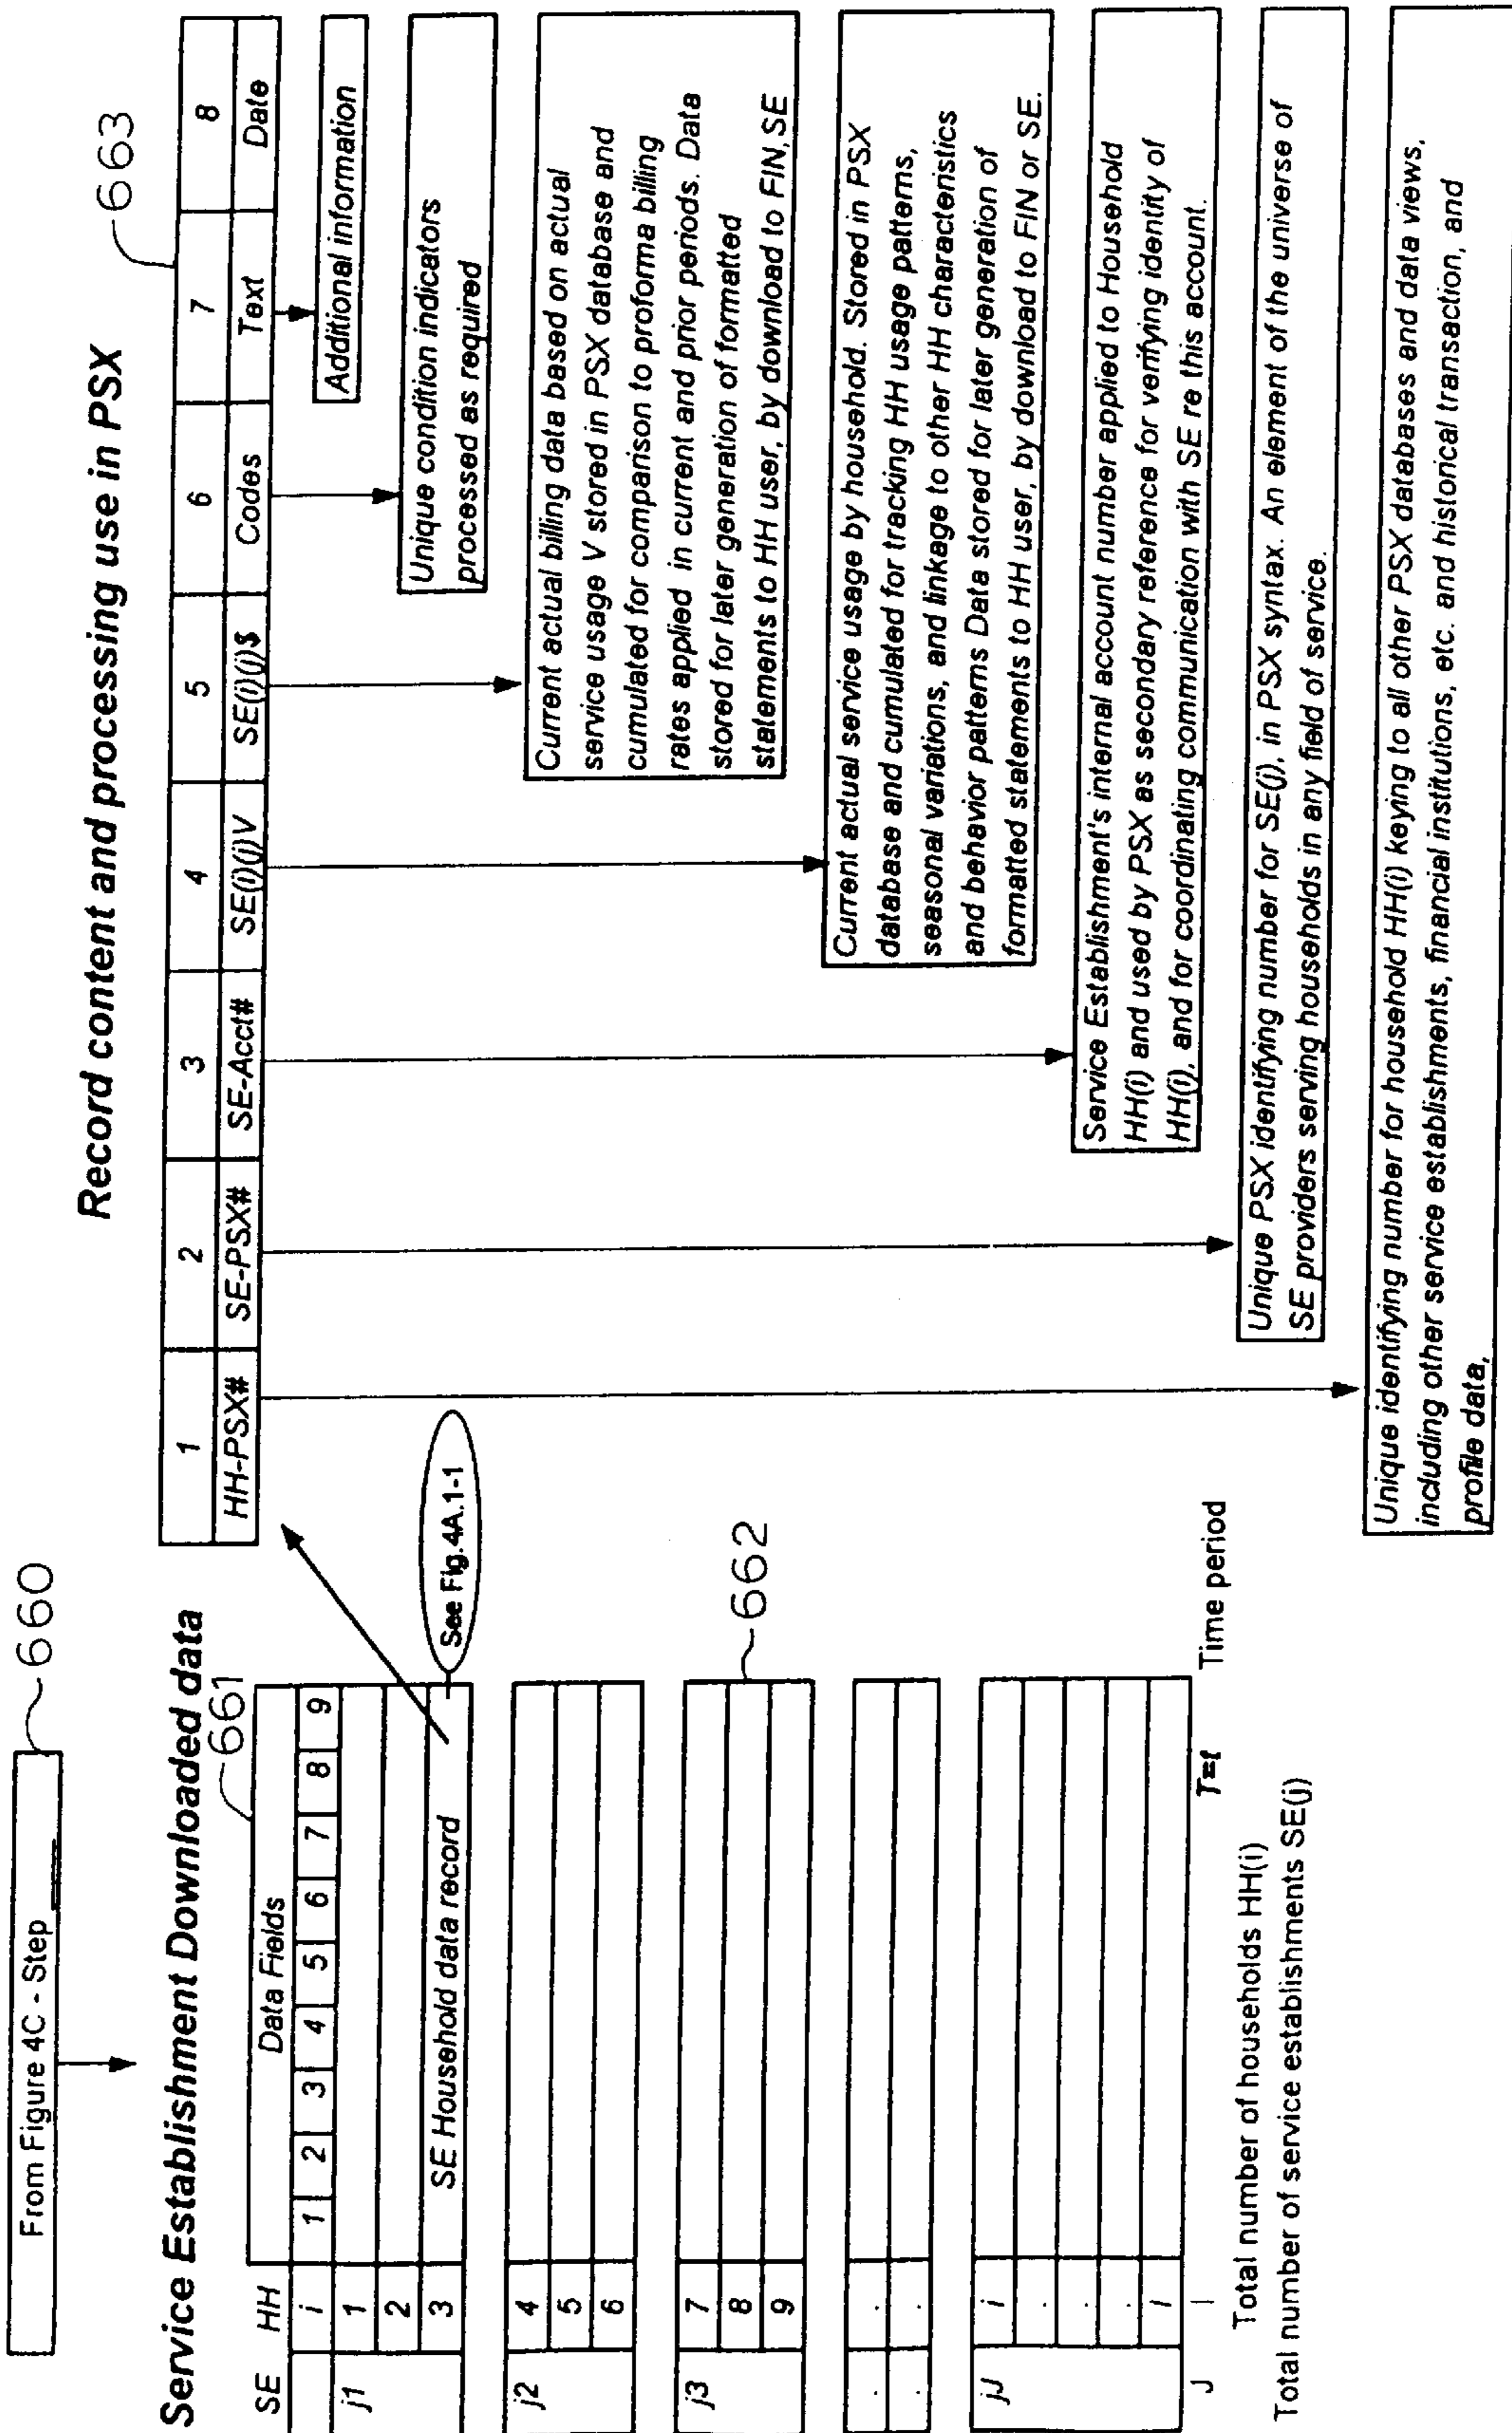 From Figure 4C - Step ____
660
Service Establishment Downloaded data
661
SE HH Data Fields
i 1 2 3 4 5 6 7 8 9
j1 1
2
3 SE Household data record
See Fig.4A.1-1
j2 4
5
6
j3 7
8
9
662
. .
. .
jJ i
.
.
.
i
J I T=t Time period
Total number of households HH(i)
Total number of service establishments SE(j)
Record content and processing use in PSX
663
1 2 3 4 5 6 7 8
HH-PSX# SE-PSX# SE-Acct# SE(i)(j)V SE(i)(j)$ Codes Text Date
Additional information
Unique condition indicators
processed as required
Current actual billing data based on actual
service usage V stored in PSX database and
cumulated for comparison to proforma billing
rates applied in current and prior periods. Data
stored for later generation of formatted
statements to HH user, by download to FIN,SE
Current actual service usage by household. Stored in PSX
database and cumulated for tracking HH usage patterns,
seasonal variations, and linkage to other HH characteristics
and behavior patterns Data stored for later generation of
formatted statements to HH user, by download to FIN or SE.
Service Establishment's internal account number applied to Household
HH(i) and used by PSX as secondary reference for verifying identity of
HH(i), and for coordinating communication with SE re this account.
Unique PSX identifying number for SE(j), in PSX syntax. An element of the universe of
SE providers serving households in any field of service.
Unique identifying number for household HH(i) keying to all other PSX databases and data views,
including other service establishments, financial institutions, etc. and historical transaction, and
profile data,